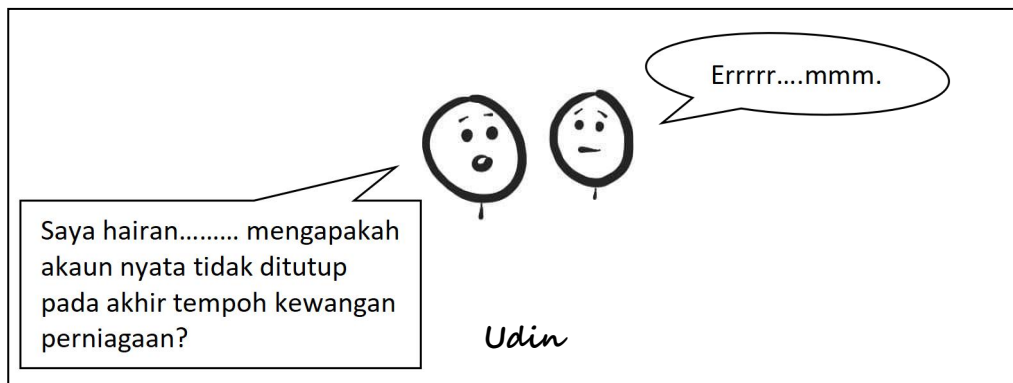 Errrrr....mmm.
Saya hairan......... mengapakah
akaun nyata tidak ditutup
pada akhir tempoh kewangan
perniagaan?
Udin